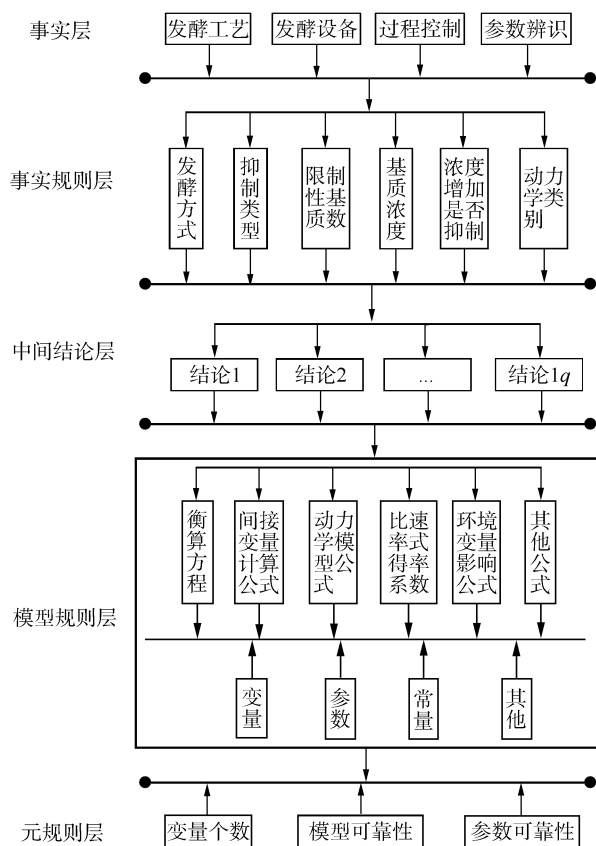 事实层
发酵工艺
发酵设备
过程控制
参数辨识
事实规则层
发酵方式
抑制类型
限制
性基
质数
基质浓度
浓度
增加
是否
抑制
动力
学类
别
中间结论层
结论1
结论2
...
结论1q
模型规则层
衡算方程
间接
变量
计算
公式
动力
学模
型公
式
比速
率式
得率
系数
环境
变量
影响
公式
其他公式
变量
参数
常量
其他
元规则层
变量个数
模型可靠性
参数可靠性